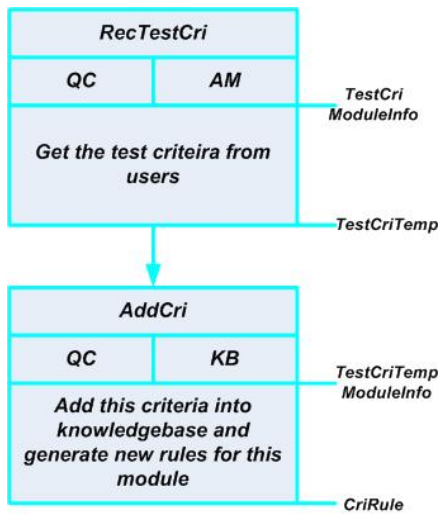 RecTestCri
QC
AM
TestCri
ModuleInfo
Get the test criteira from
users
TestCriTemp
AddCri
QC
KB
TestCriTemp
ModuleInfo
Add this criteria into
knowledgebase and
generate new rules for this
module
CriRule